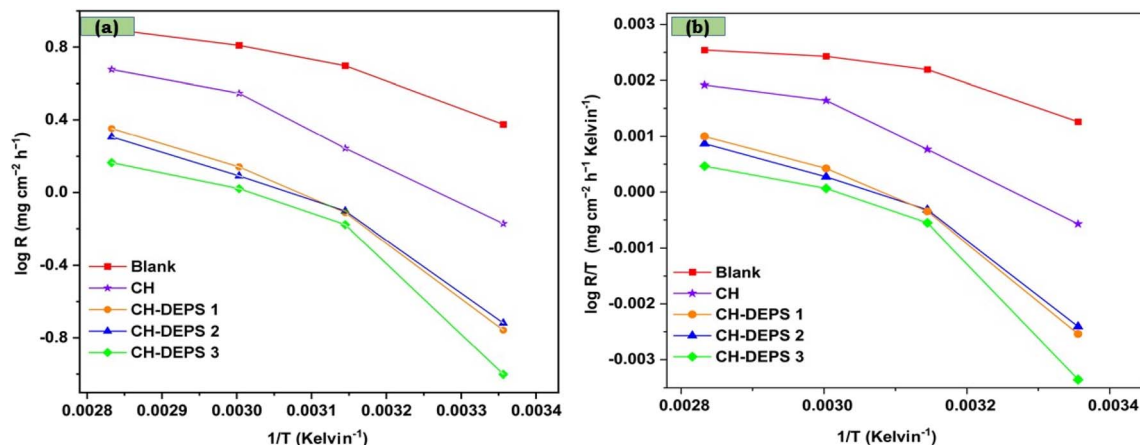 (a)
0.8
0.4
0.0
-0.4
-0.8
log R (mg cm⁻² h⁻¹)
Blank
CH
CH-DEPS 1
CH-DEPS 2
CH-DEPS 3
0.0028 0.0029 0.0030 0.0031 0.0032 0.0033 0.0034
1/T (Kelvin⁻¹)
(b)
0.003
0.002
0.001
0.000
-0.001
-0.002
-0.003
log R/T (mg cm⁻² h⁻¹ Kelvin⁻¹)
Blank
CH
CH-DEPS 1
CH-DEPS 2
CH-DEPS 3
0.0028 0.0030 0.0032 0.0034
1/T (Kelvin⁻¹)